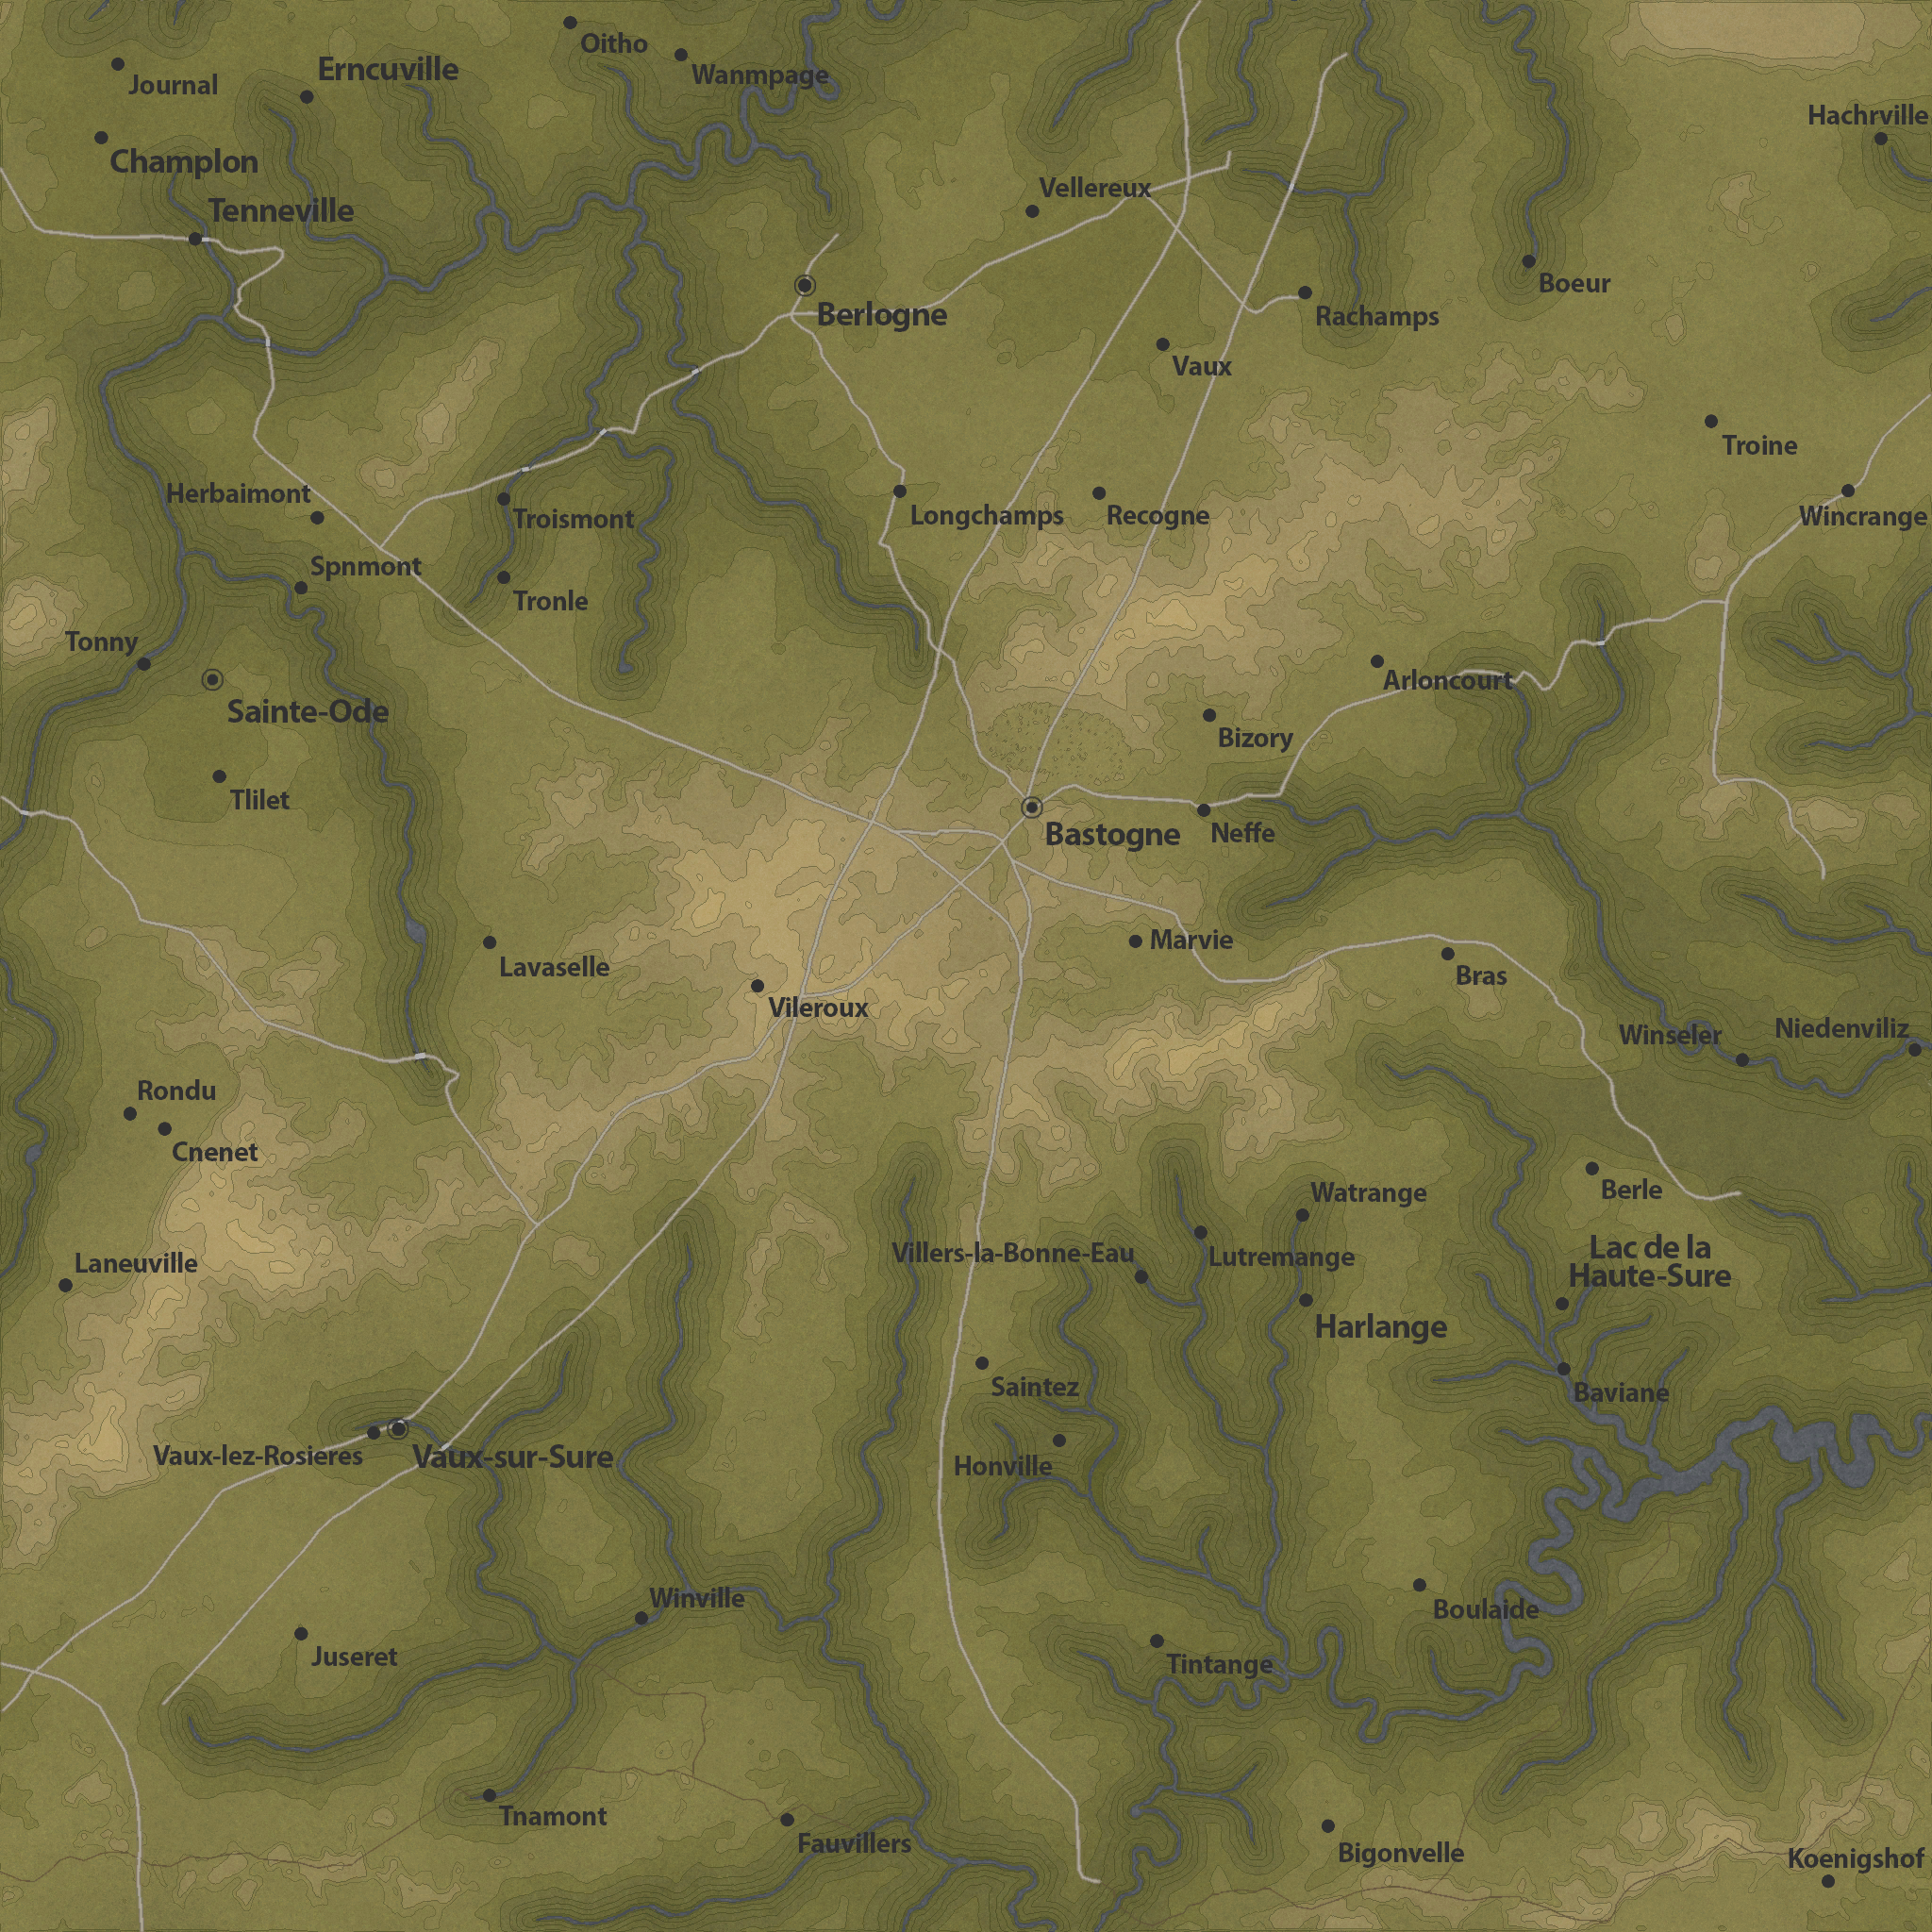 Oitho
Erncuville
Wanmpage
Journal
Hachrville
Champlon
Vellereux
Tenneville
Boeur
Berlogne
Rachamps
Vaux
Troine
Herbaimont
Longchamps
Recogne
Wincrange
Troismont
Spnmont
Tronle
Tonny
Arloncourt
Sainte-Ode
Bizory
Tlilet
Bastogne
Neffe
Marvie
Lavaselle
Bras
Vileroux
Niedenviliz
Winseler
Rondu
Cnenet
Berle
Watrange
Lac de la
Haute-Sure
Villers-la-Bonne-Eau
Lutremange
Laneuville
Harlange
Saintez
Baviane
Vaux-lez-Rosieres
Vaux-sur-Sure
Honville
Winville
Boulaide
Juseret
Tintange
Tnamont
Fauvillers
Bigonvelle
Koenigshof